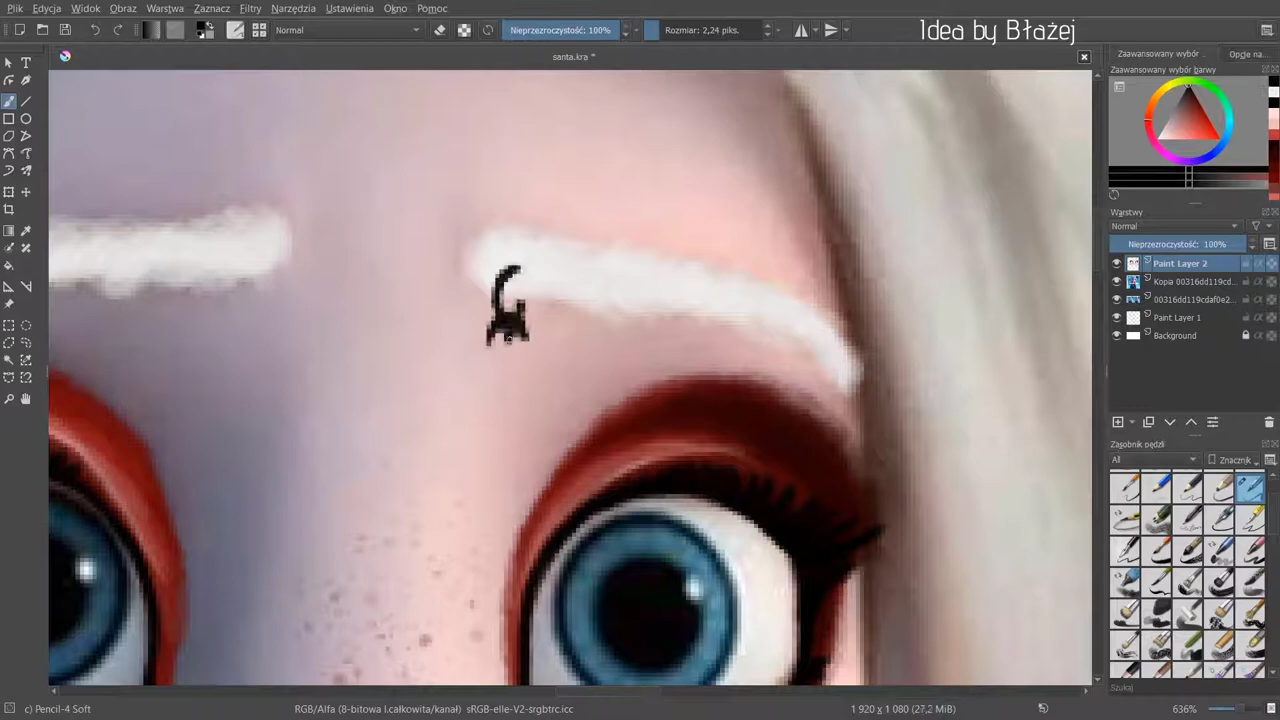 Plik Edycja Widok Obraz Warstwa Zaznacz Filtry Narzędzia Ustawienia Okno Pomoc
Normal Nieprzezroczystość: 100% Rozmiar: 2,24 piks.
Idea by Błażej
santa.kra *
Zaawansowany wybór Opcje na...
Zaawansowany wybór barwy
Warstwy
Normal
Nieprzezroczystość: 100%
Paint Layer 2
Kopia 00316dd119cd...
00316dd119cdaf0e2...
Paint Layer 1
Background
Zasobnik pędzli
All Znacznik
Szukaj
c) Pencil-4 Soft RGB/Alfa (8-bitowa l.całkowita/kanał) sRGB-elle-V2-srgbtrc.icc 1 920 x 1 080 (27,2 MiB) 636%